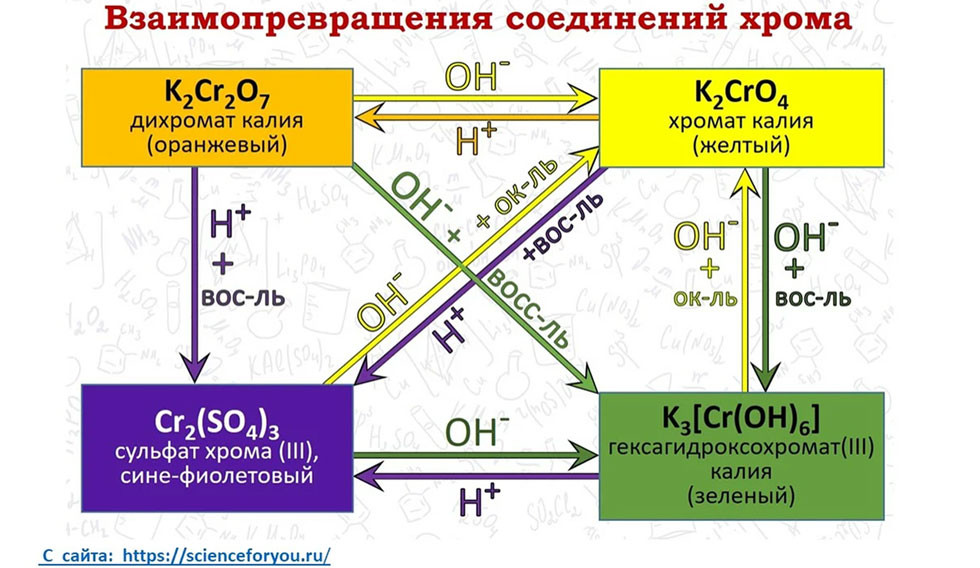 Взаимопревращения соединений хрома
K₂Cr₂O₇
дихромат калия
(оранжевый)
OH⁻
H⁺
K₂CrO₄
хромат калия
(желтый)
H⁺
+
вос-ль
OH⁻ +
восс-ль
OH⁻
+ ок-ль
+вос-ль
H⁺
OH⁻
+
ок-ль
OH⁻
+
вос-ль
Cr₂(SO₄)₃
сульфат хрома (III),
сине-фиолетовый
OH⁻
H⁺
K₃[Cr(OH)₆]
гексагидроксохромат(III)
калия
(зеленый)
С сайта: https://scienceforyou.ru/